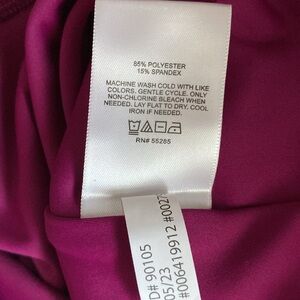 85% POLYESTER
15% SPANDEX
MACHINE WASH COLD WITH LIKE
COLORS. GENTLE CYCLE. ONLY
NON-CHLORINE BLEACH WHEN
NEEDED. LAY FLAT TO DRY. COOL
IRON IF NEEDED.
RN# 55285
D# 90105
05/23
#006419912 #002